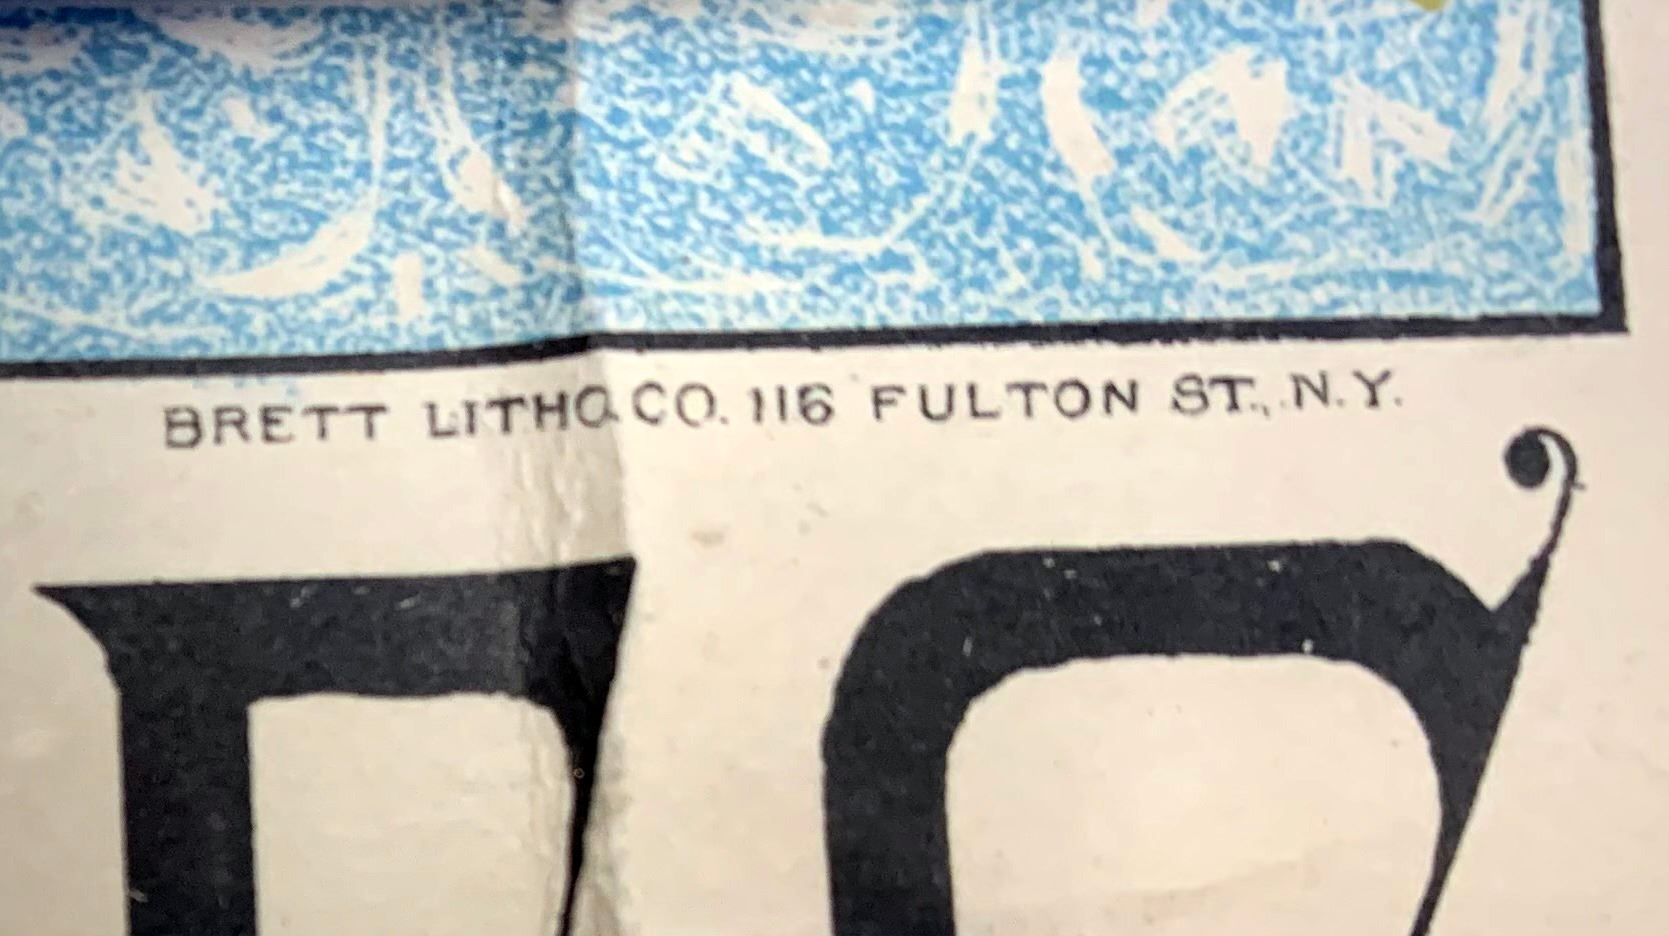 BRETT LITHO. CO. 116 FULTON ST., N.Y.